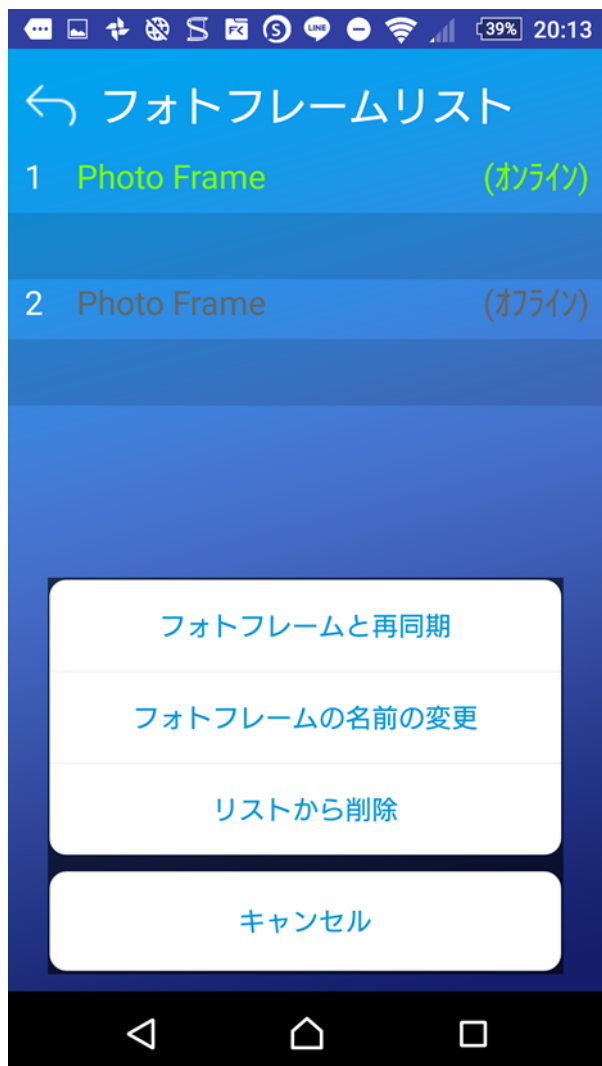 LINE 39% 20:13
フォトフレームリスト
1 Photo Frame (ｵﾝﾗｲﾝ)
2 Photo Frame (ｵﾌﾗｲﾝ)
フォトフレームと再同期
フォトフレームの名前の変更
リストから削除
キャンセル